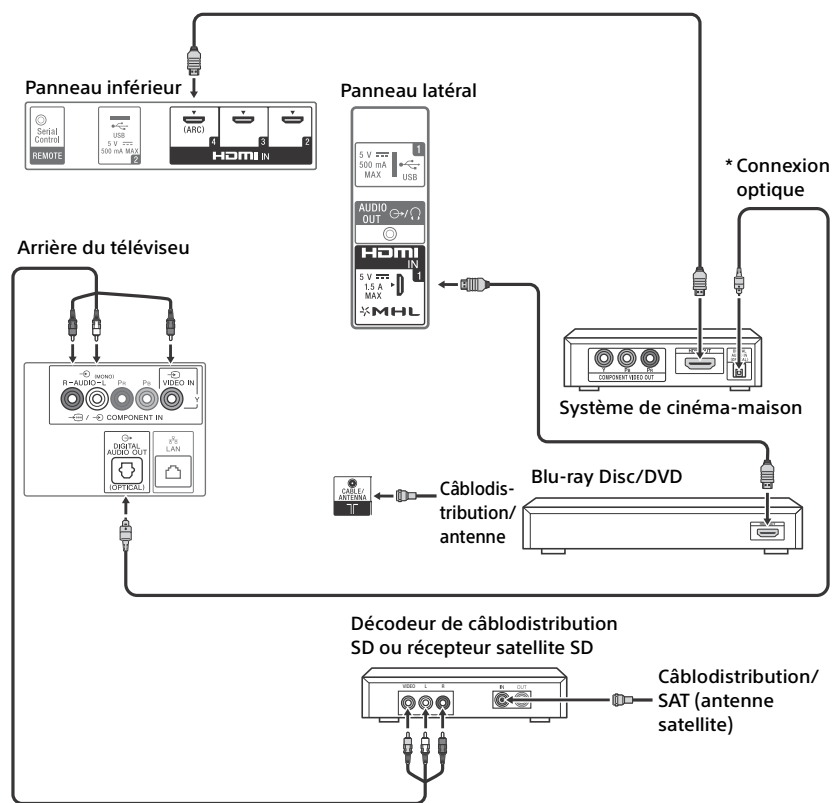 Panneau inférieur
Serial
Control
REMOTE
USB
5 V
500 mA MAX
2
(ARC)
4
3
2
HDMI IN
Panneau latéral
5 V
500 mA
MAX
1
USB
AUDIO
OUT
HDMI
IN
5 V
1.5 A
MAX
1
MHL
* Connexion
optique
Arrière du téléviseu
(MONO)
R-AUDIO-L
PR
PB
VIDEO IN
Y
COMPONENT IN
DIGITAL
AUDIO OUT
(OPTICAL)
LAN
Y
PB
PR
COMPONENT VIDEO OUT
Système de cinéma-maison
CABLE/
ANTENNA
Câblodis-
tribution/
antenne
Blu-ray Disc/DVD
Décodeur de câblodistribution
SD ou récepteur satellite SD
VIDEO
L
R
IN
OUT
Câblodistribution/
SAT (antenne
satellite)